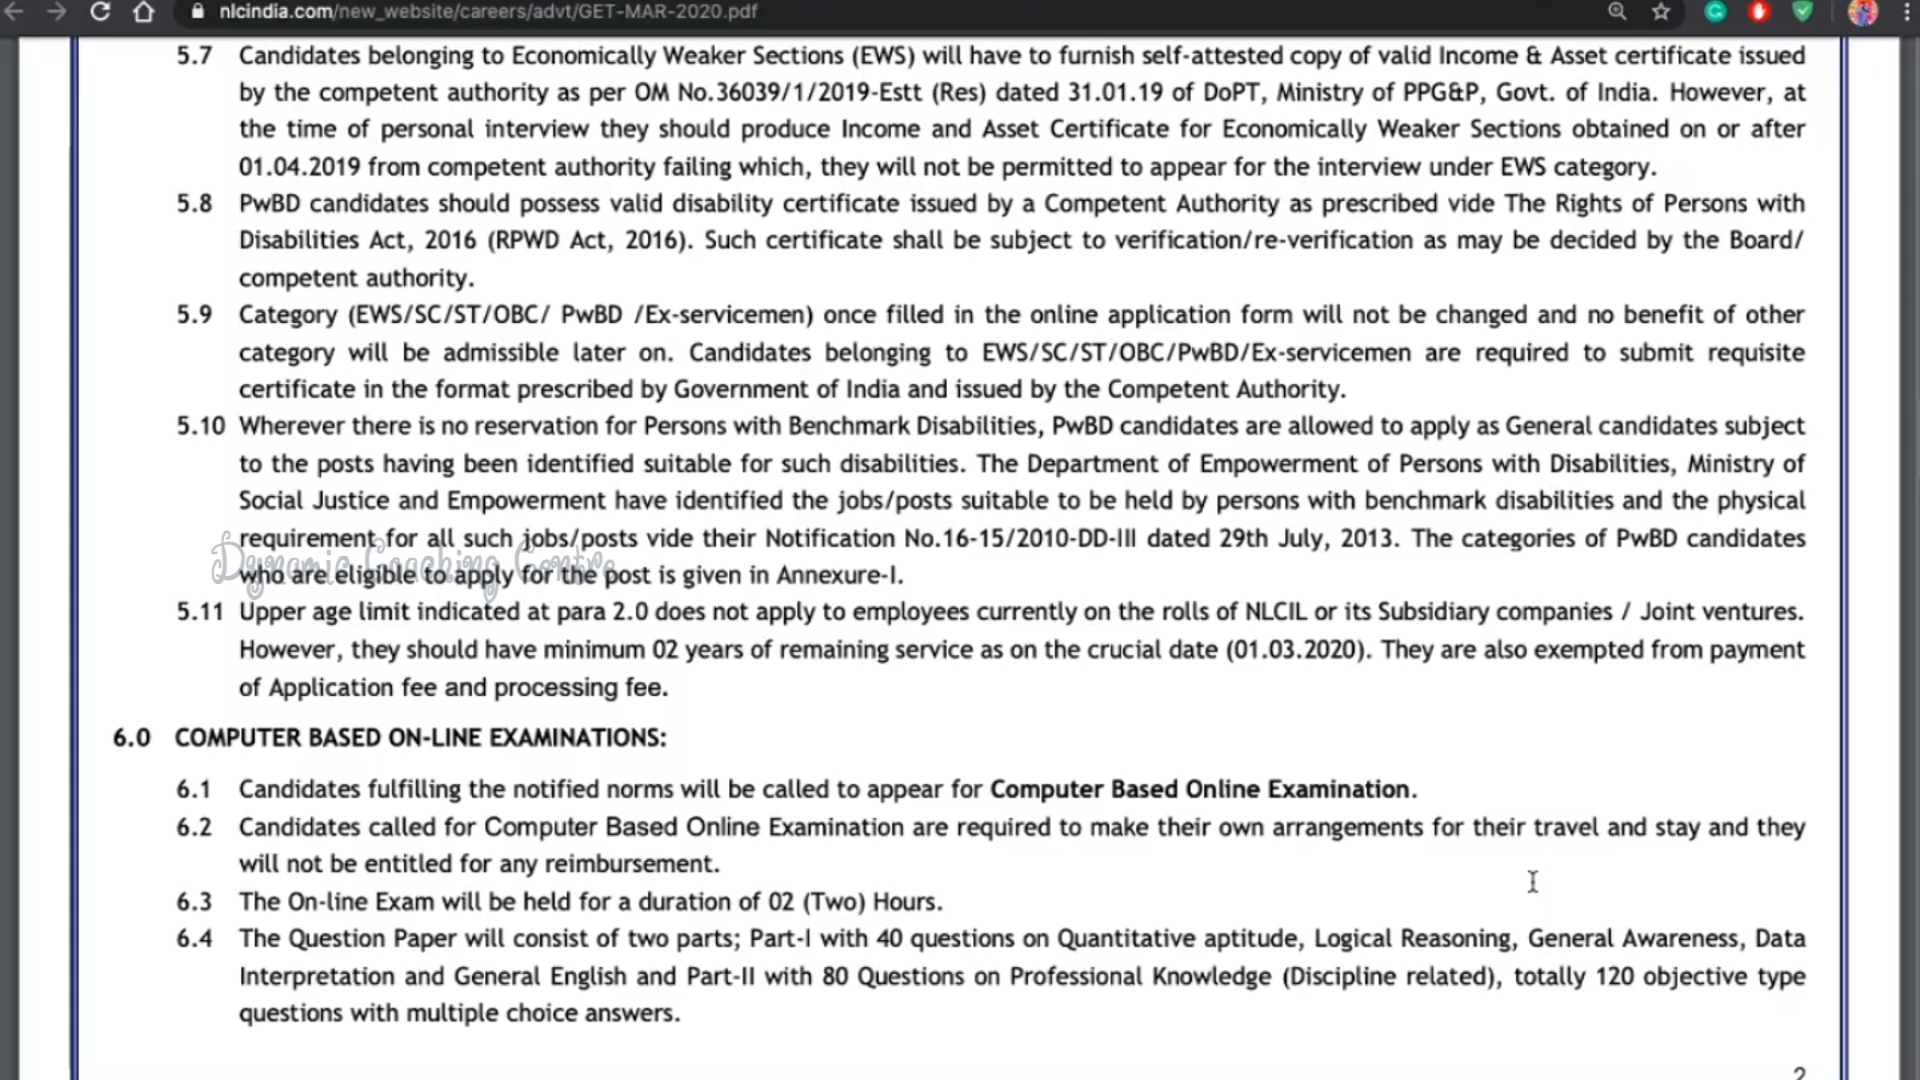 nlcindia.com/new_website/careers/advt/GET-MAR-2020.pdf
5.7 Candidates belonging to Economically Weaker Sections (EWS) will have to furnish self-attested copy of valid Income & Asset certificate issued
by the competent authority as per OM No.36039/1/2019-Estt (Res) dated 31.01.19 of DoPT, Ministry of PPG&P, Govt. of India. However, at
the time of personal interview they should produce Income and Asset Certificate for Economically Weaker Sections obtained on or after
01.04.2019 from competent authority failing which, they will not be permitted to appear for the interview under EWS category.
5.8 PwBD candidates should possess valid disability certificate issued by a Competent Authority as prescribed vide The Rights of Persons with
Disabilities Act, 2016 (RPWD Act, 2016). Such certificate shall be subject to verification/re-verification as may be decided by the Board/
competent authority.
5.9 Category (EWS/SC/ST/OBC/ PwBD /Ex-servicemen) once filled in the online application form will not be changed and no benefit of other
category will be admissible later on. Candidates belonging to EWS/SC/ST/OBC/PwBD/Ex-servicemen are required to submit requisite
certificate in the format prescribed by Government of India and issued by the Competent Authority.
5.10 Wherever there is no reservation for Persons with Benchmark Disabilities, PwBD candidates are allowed to apply as General candidates subject
to the posts having been identified suitable for such disabilities. The Department of Empowerment of Persons with Disabilities, Ministry of
Social Justice and Empowerment have identified the jobs/posts suitable to be held by persons with benchmark disabilities and the physical
requirement for all such jobs/posts vide their Notification No.16-15/2010-DD-III dated 29th July, 2013. The categories of PwBD candidates
Dynamic Coaching Centre
who are eligible to apply for the post is given in Annexure-I.
5.11 Upper age limit indicated at para 2.0 does not apply to employees currently on the rolls of NLCIL or its Subsidiary companies / Joint ventures.
However, they should have minimum 02 years of remaining service as on the crucial date (01.03.2020). They are also exempted from payment
of Application fee and processing fee.
6.0 COMPUTER BASED ON-LINE EXAMINATIONS:
6.1 Candidates fulfilling the notified norms will be called to appear for Computer Based Online Examination.
6.2 Candidates called for Computer Based Online Examination are required to make their own arrangements for their travel and stay and they
will not be entitled for any reimbursement.
6.3 The On-line Exam will be held for a duration of 02 (Two) Hours.
6.4 The Question Paper will consist of two parts; Part-I with 40 questions on Quantitative aptitude, Logical Reasoning, General Awareness, Data
Interpretation and General English and Part-II with 80 Questions on Professional Knowledge (Discipline related), totally 120 objective type
questions with multiple choice answers.
2